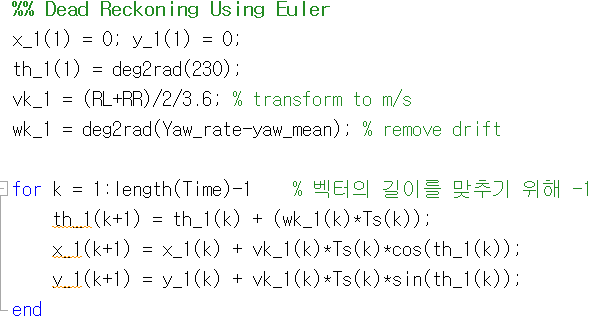 %% Dead Reckoning Using Euler
x_1(1) = 0; y_1(1) = 0;
th_1(1) = deg2rad(230);
vk_1 = (RL+RR)/2/3.6; % transform to m/s
wk_1 = deg2rad(Yaw_rate-yaw_mean); % remove drift
for k = 1:length(Time)-1 % 벡터의 길이를 맞추기 위해 -1
th_1(k+1) = th_1(k) + (wk_1(k)*Ts(k));
x_1(k+1) = x_1(k) + vk_1(k)*Ts(k)*cos(th_1(k));
y_1(k+1) = y_1(k) + vk_1(k)*Ts(k)*sin(th_1(k));
end